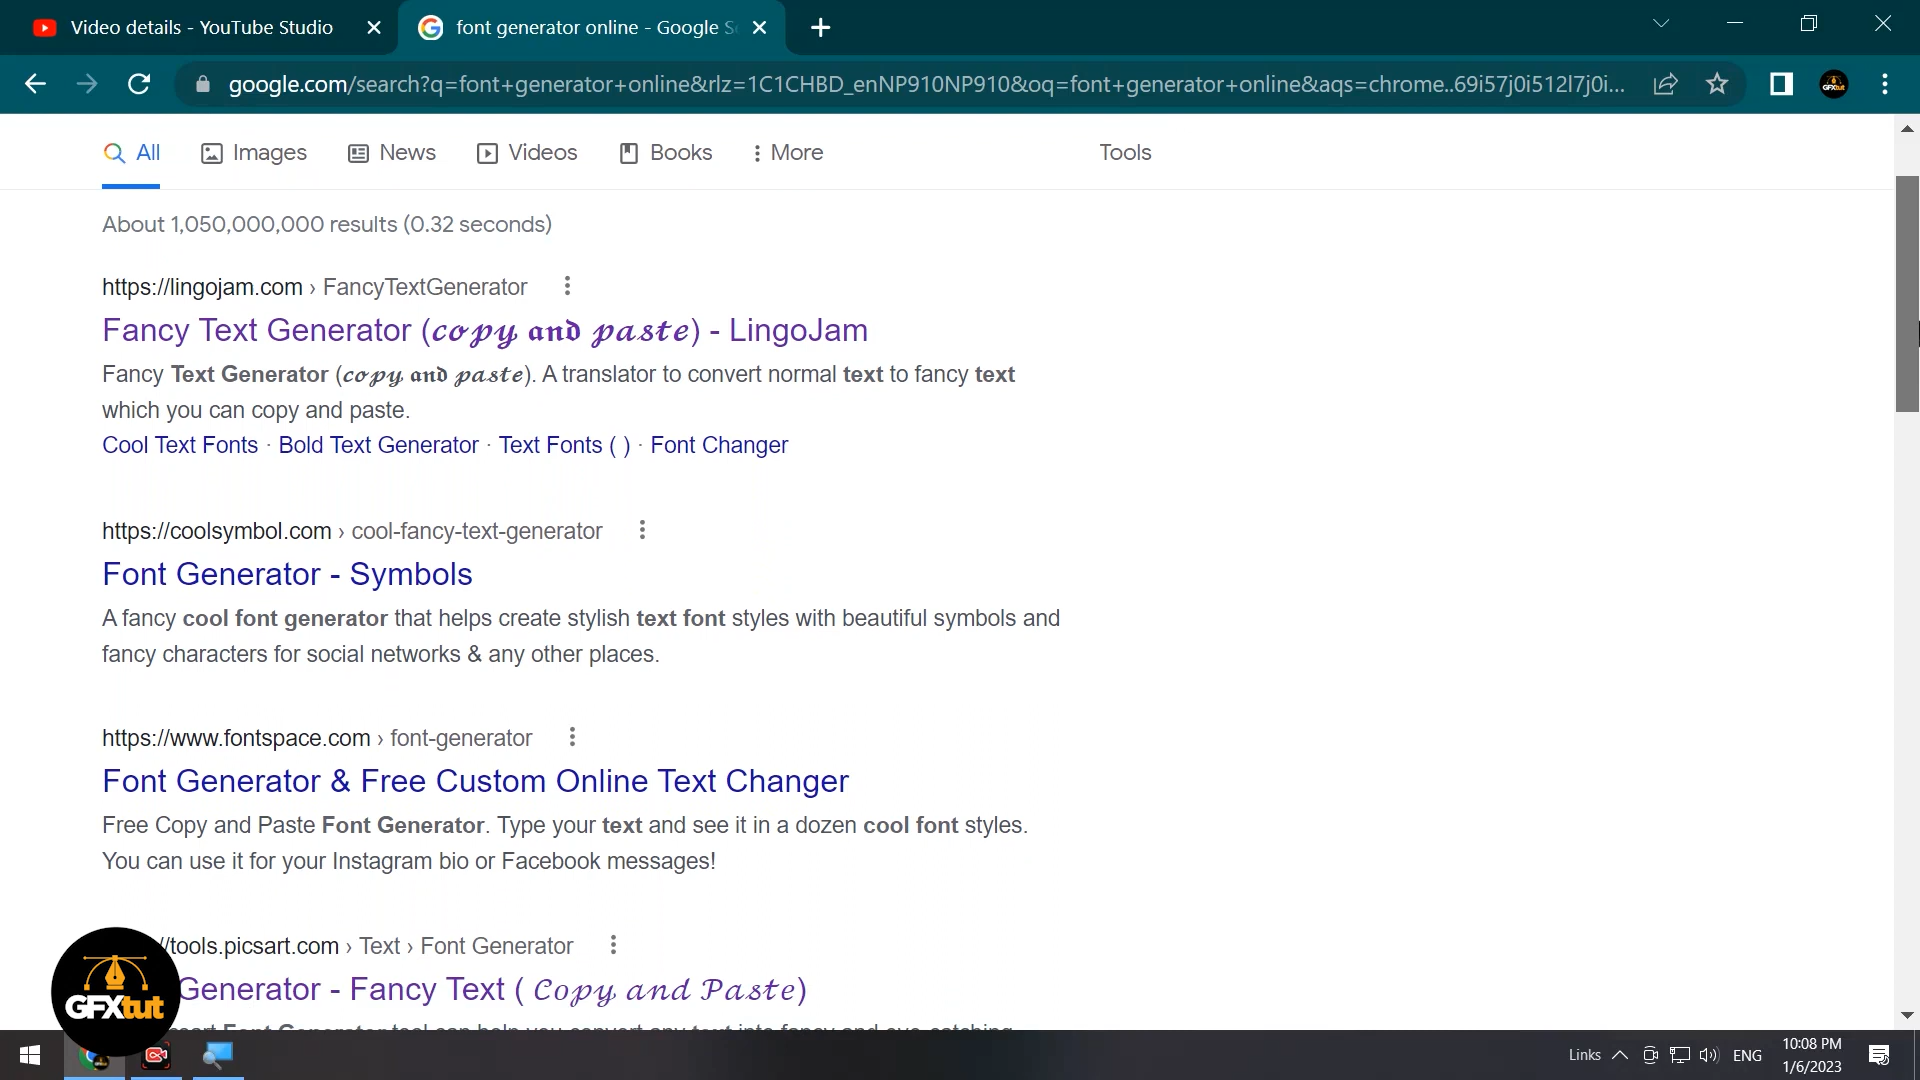 Video details - YouTube Studio
font generator online - Google S
google.com/search?q=font+generator+online&rlz=1C1CHBD_enNP910NP910&oq=font+generator+online&aqs=chrome..69i57j0i512l7j0i...
GFXtut
All
Images
News
Videos
Books
More
Tools
About 1,050,000,000 results (0.32 seconds)
https://lingojam.com › FancyTextGenerator
Fancy Text Generator (𝓬𝓸𝓹𝔂 𝖆𝖓𝖉 𝓹𝓪𝓼𝓽𝓮) - LingoJam
Fancy Text Generator (𝓬𝓸𝓹𝔂 𝖆𝖓𝖉 𝓹𝓪𝓼𝓽𝓮). A translator to convert normal text to fancy text
which you can copy and paste.
Cool Text Fonts · Bold Text Generator · Text Fonts ( ) · Font Changer
https://coolsymbol.com › cool-fancy-text-generator
Font Generator - Symbols
A fancy cool font generator that helps create stylish text font styles with beautiful symbols and
fancy characters for social networks & any other places.
https://www.fontspace.com › font-generator
Font Generator & Free Custom Online Text Changer
Free Copy and Paste Font Generator. Type your text and see it in a dozen cool font styles.
You can use it for your Instagram bio or Facebook messages!
//tools.picsart.com › Text › Font Generator
Generator - Fancy Text ( 𝓒𝓸𝓹𝔂 𝓪𝓷𝓭 𝓟𝓪𝓼𝓽𝓮)
GFXtut
Links
ENG
10:08 PM
1/6/2023